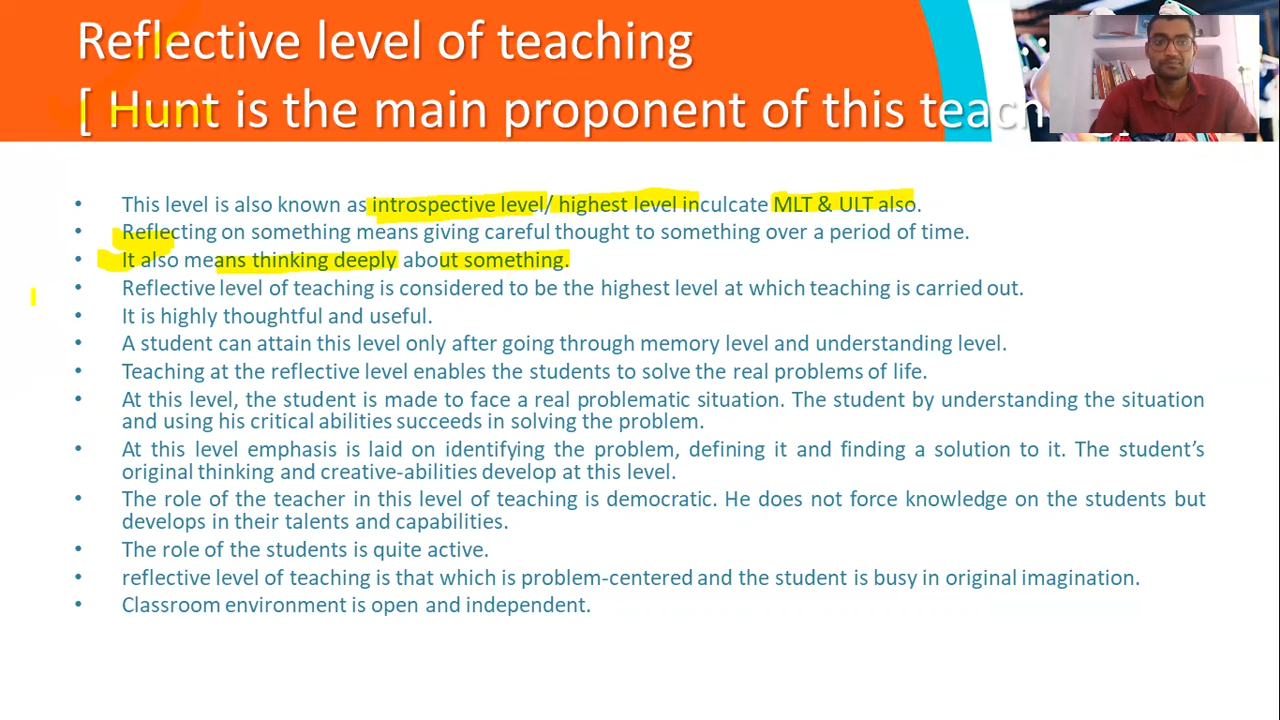 Reflective level of teaching
[ Hunt is the main proponent of this
• This level is also known as introspective level/ highest level inculcate MLT & ULT also.
• Reflecting on something means giving careful thought to something over a period of time.
• It also means thinking deeply about something.
• Reflective level of teaching is considered to be the highest level at which teaching is carried out.
• It is highly thoughtful and useful.
• A student can attain this level only after going through memory level and understanding level.
• Teaching at the reflective level enables the students to solve the real problems of life.
• At this level, the student is made to face a real problematic situation. The student by understanding the situation
and using his critical abilities succeeds in solving the problem.
• At this level emphasis is laid on identifying the problem, defining it and finding a solution to it. The student’s
original thinking and creative-abilities develop at this level.
• The role of the teacher in this level of teaching is democratic. He does not force knowledge on the students but
develops in their talents and capabilities.
• The role of the students is quite active.
• reflective level of teaching is that which is problem-centered and the student is busy in original imagination.
• Classroom environment is open and independent.